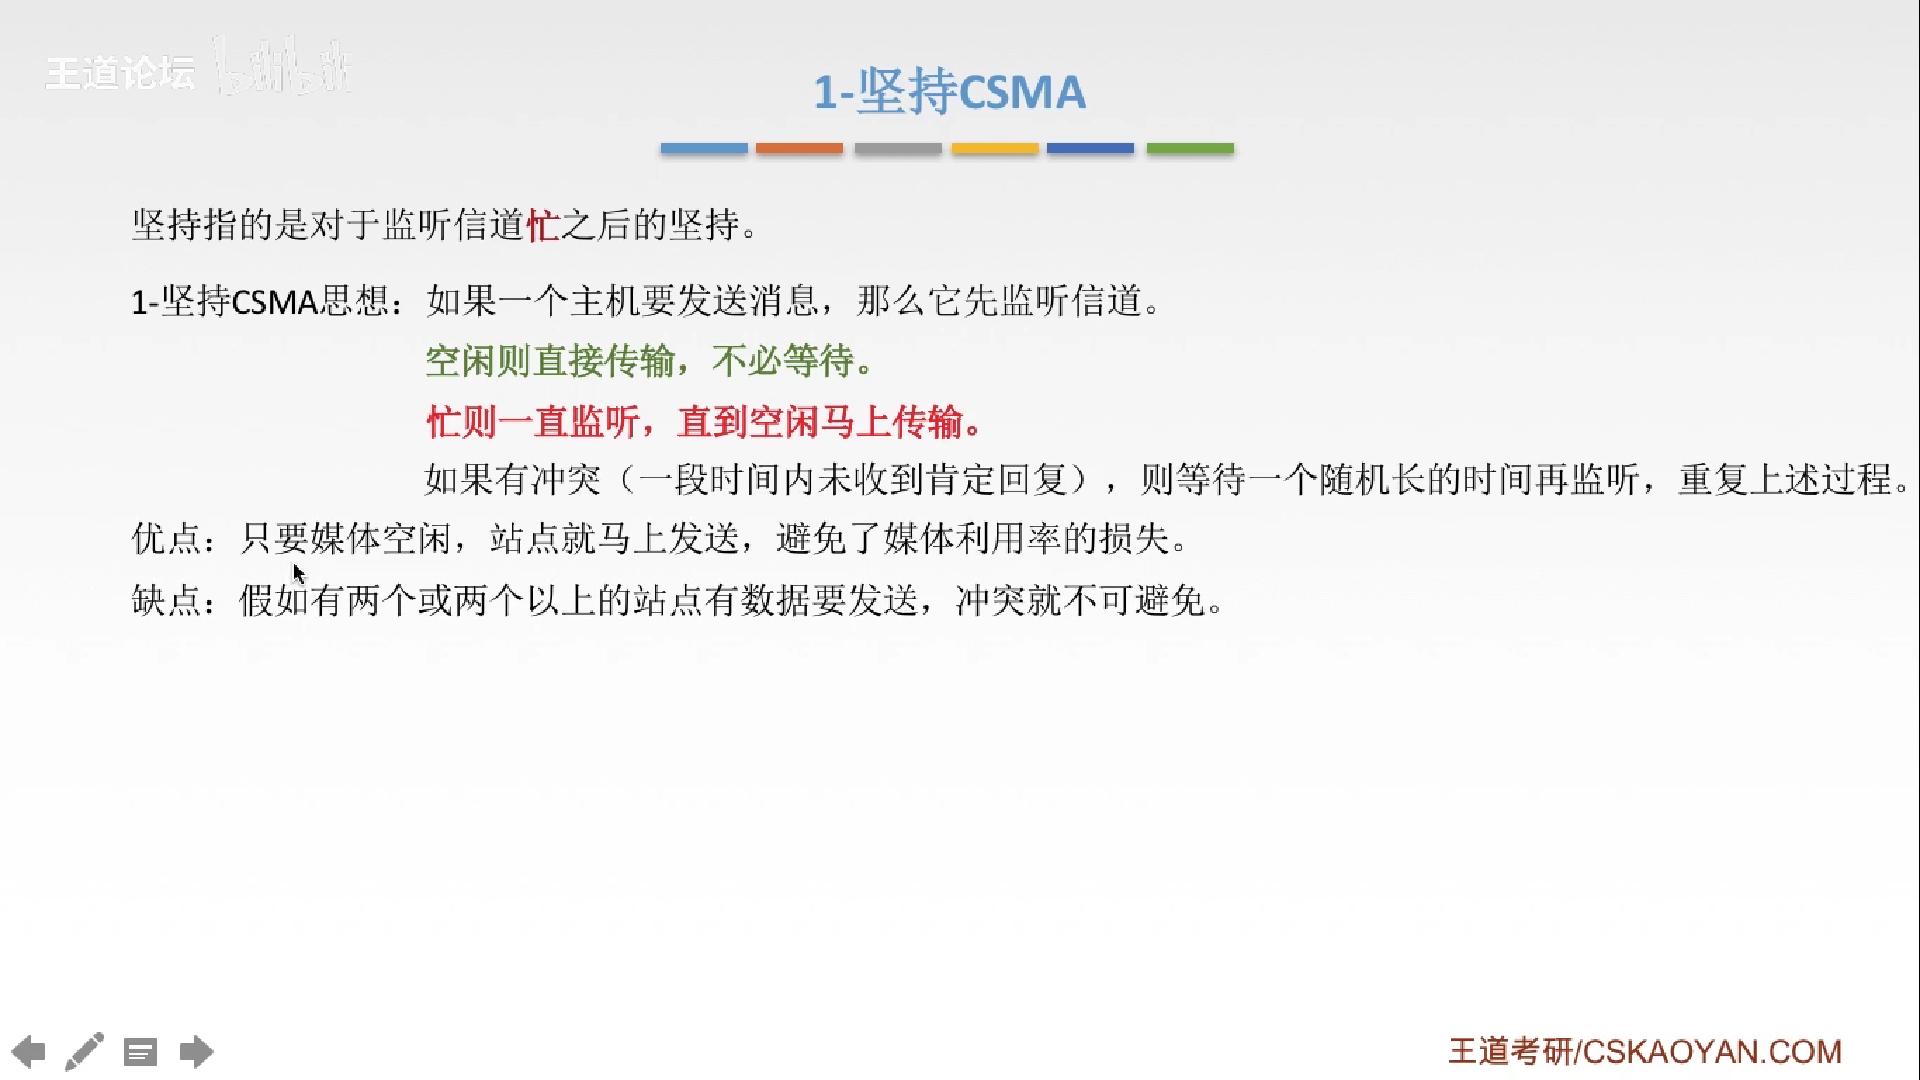 王道论坛 bilibili
1-坚持CSMA
坚持指的是对于监听信道忙之后的坚持。
1-坚持CSMA思想：如果一个主机要发送消息，那么它先监听信道。
空闲则直接传输，不必等待。
忙则一直监听，直到空闲马上传输。
如果有冲突（一段时间内未收到肯定回复），则等待一个随机长的时间再监听，重复上述过程。
优点：只要媒体空闲，站点就马上发送，避免了媒体利用率的损失。
缺点：假如有两个或两个以上的站点有数据要发送，冲突就不可避免。
王道考研/CSKAOYAN.COM